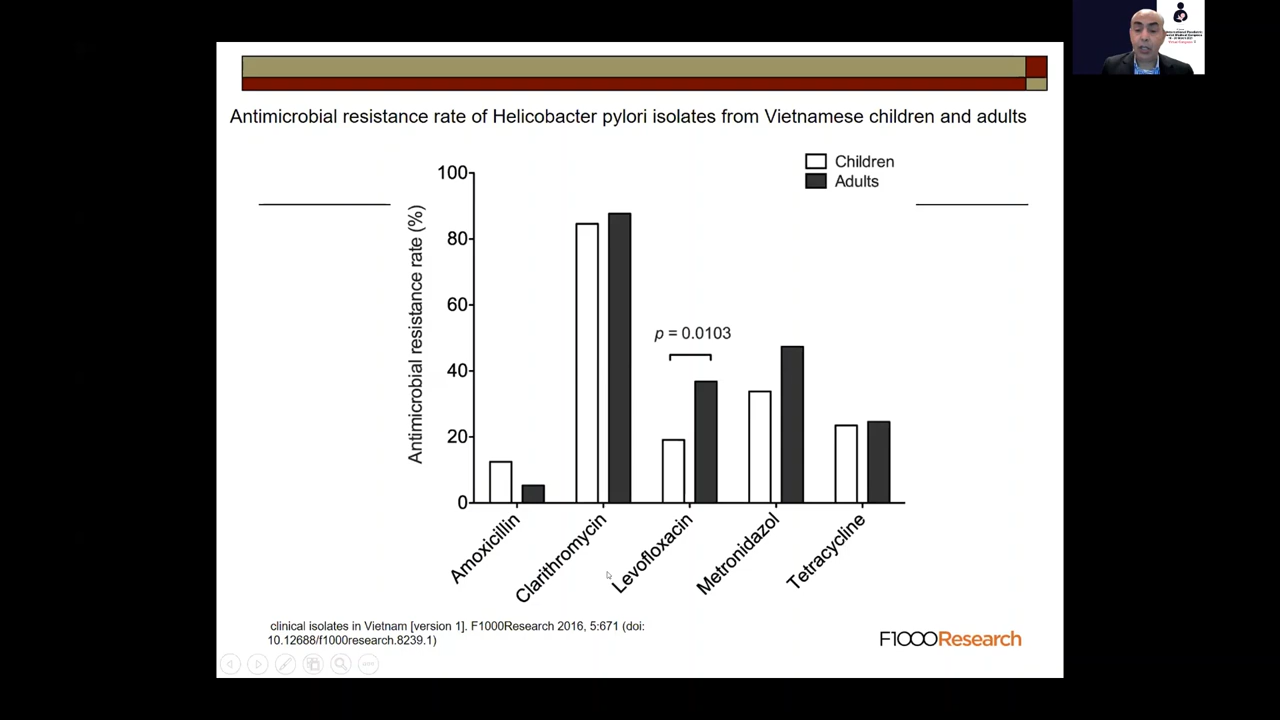 Antimicrobial resistance rate of Helicobacter pylori isolates from Vietnamese children and adults
Children
Adults
Antimicrobial resistance rate (%)
100
80
60
40
20
0
p = 0.0103
Amoxicillin
Clarithromycin
Levofloxacin
Metronidazol
Tetracycline
clinical isolates in Vietnam [version 1]. F1000Research 2016, 5:671 (doi:
10.12688/f1000research.8239.1)
F1000Research